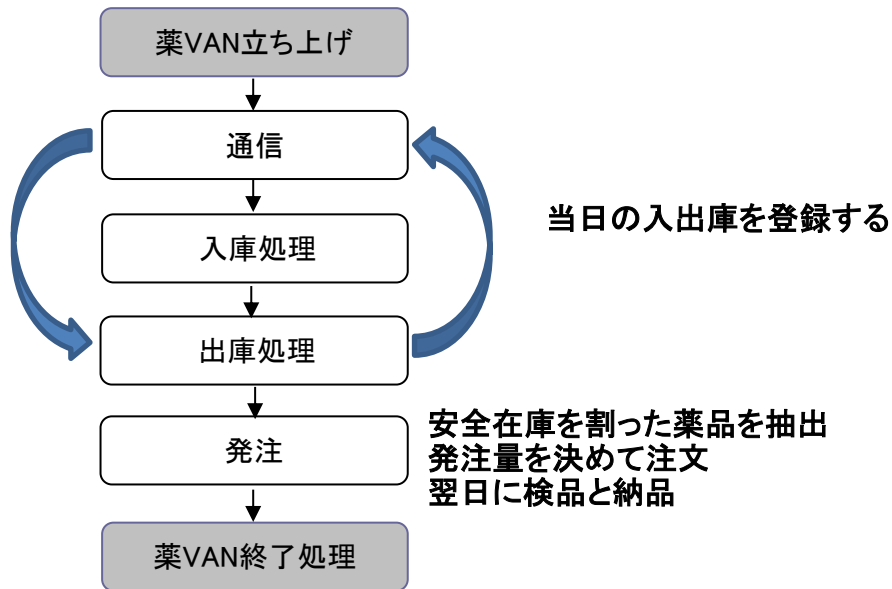 薬VAN立ち上げ
通信
入庫処理
当日の入出庫を登録する
出庫処理
発注
安全在庫を割った薬品を抽出
発注量を決めて注文
翌日に検品と納品
薬VAN終了処理